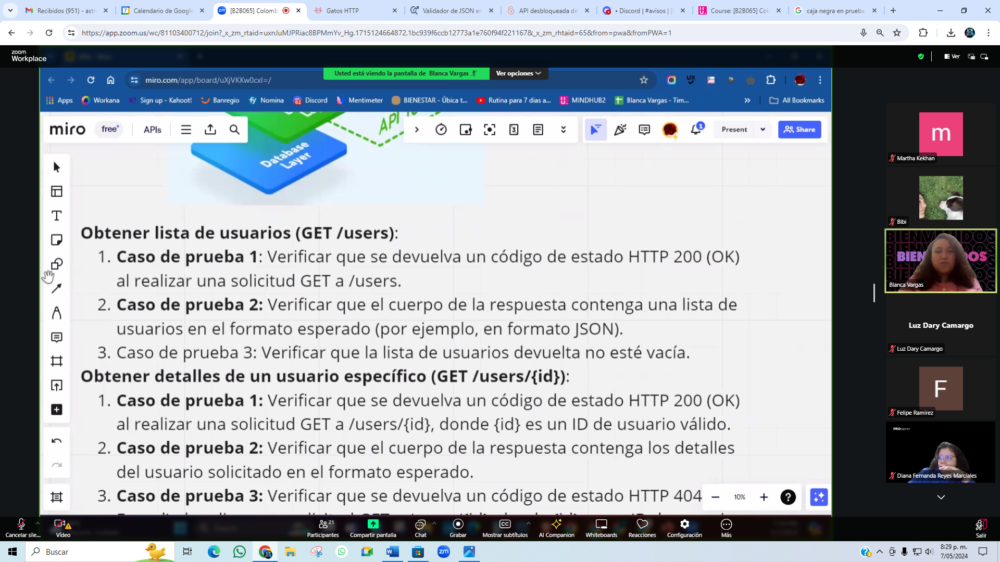 Recibidos (951) - astri
Calendario de Google
[B2B065] Colomb
Gatos HTTP
Validador de JSON en
API desbloqueada de
• Discord | #avisos | [
Course: [B2B065] Col
caja negra en prueba
https://app.zoom.us/wc/81103400712/join?_x_zm_rtaid=uxnJuMJPRiac8BPMmYv_Hg.1715124664872.1bc939f6ccb12773a1e760f94f221167&_x_zm_rhtaid=65&from=pwa&fromPWA=1
zoom
Workplace
Ver
Usted está viendo la pantalla de Blanca Vargas
Ver opciones
miro.com/app/board/uXjVKKw0cxI=/
Apps
Workana
Sign up - Kahoot!
Banregio
Nomina
62
Discord
Mentimeter
BIENESTAR - Úbica t...
Rutina para 7 dias a...
MINDHUB2
Blanca Vargas - Tim...
»
All Bookmarks
miro
free
APIs
API
3
1
Present
Share
Database
Layer
Obtener lista de usuarios (GET /users):
1. Caso de prueba 1: Verificar que se devuelva un código de estado HTTP 200 (OK)
al realizar una solicitud GET a /users.
2. Caso de prueba 2: Verificar que el cuerpo de la respuesta contenga una lista de
usuarios en el formato esperado (por ejemplo, en formato JSON).
3. Caso de prueba 3: Verificar que la lista de usuarios devuelta no esté vacía.
Obtener detalles de un usuario específico (GET /users/{id}):
1. Caso de prueba 1: Verificar que se devuelva un código de estado HTTP 200 (OK)
al realizar una solicitud GET a /users/{id}, donde {id} es un ID de usuario válido.
2. Caso de prueba 2: Verificar que el cuerpo de la respuesta contenga los detalles
del usuario solicitado en el formato esperado.
3. Caso de prueba 3: Verificar que se devuelva un código de estado HTTP 404
10%
m
Martha Kekhan
Bibi
BIENVENIDOS
Blanca Vargas
Luz Dary Camargo
Luz Dary Camargo
F
Felipe Ramirez
PROtalento
Diana Fernanda Reyes Marciales
Cancelar sile...
Vídeo
21
Participantes
Compartir pantalla
Chat
Grabar
Mostrar subtítulos
AI Companion
Whiteboards
Reacciones
Configuración
Más
Salir
Buscar
8:29 p. m.
7/05/2024